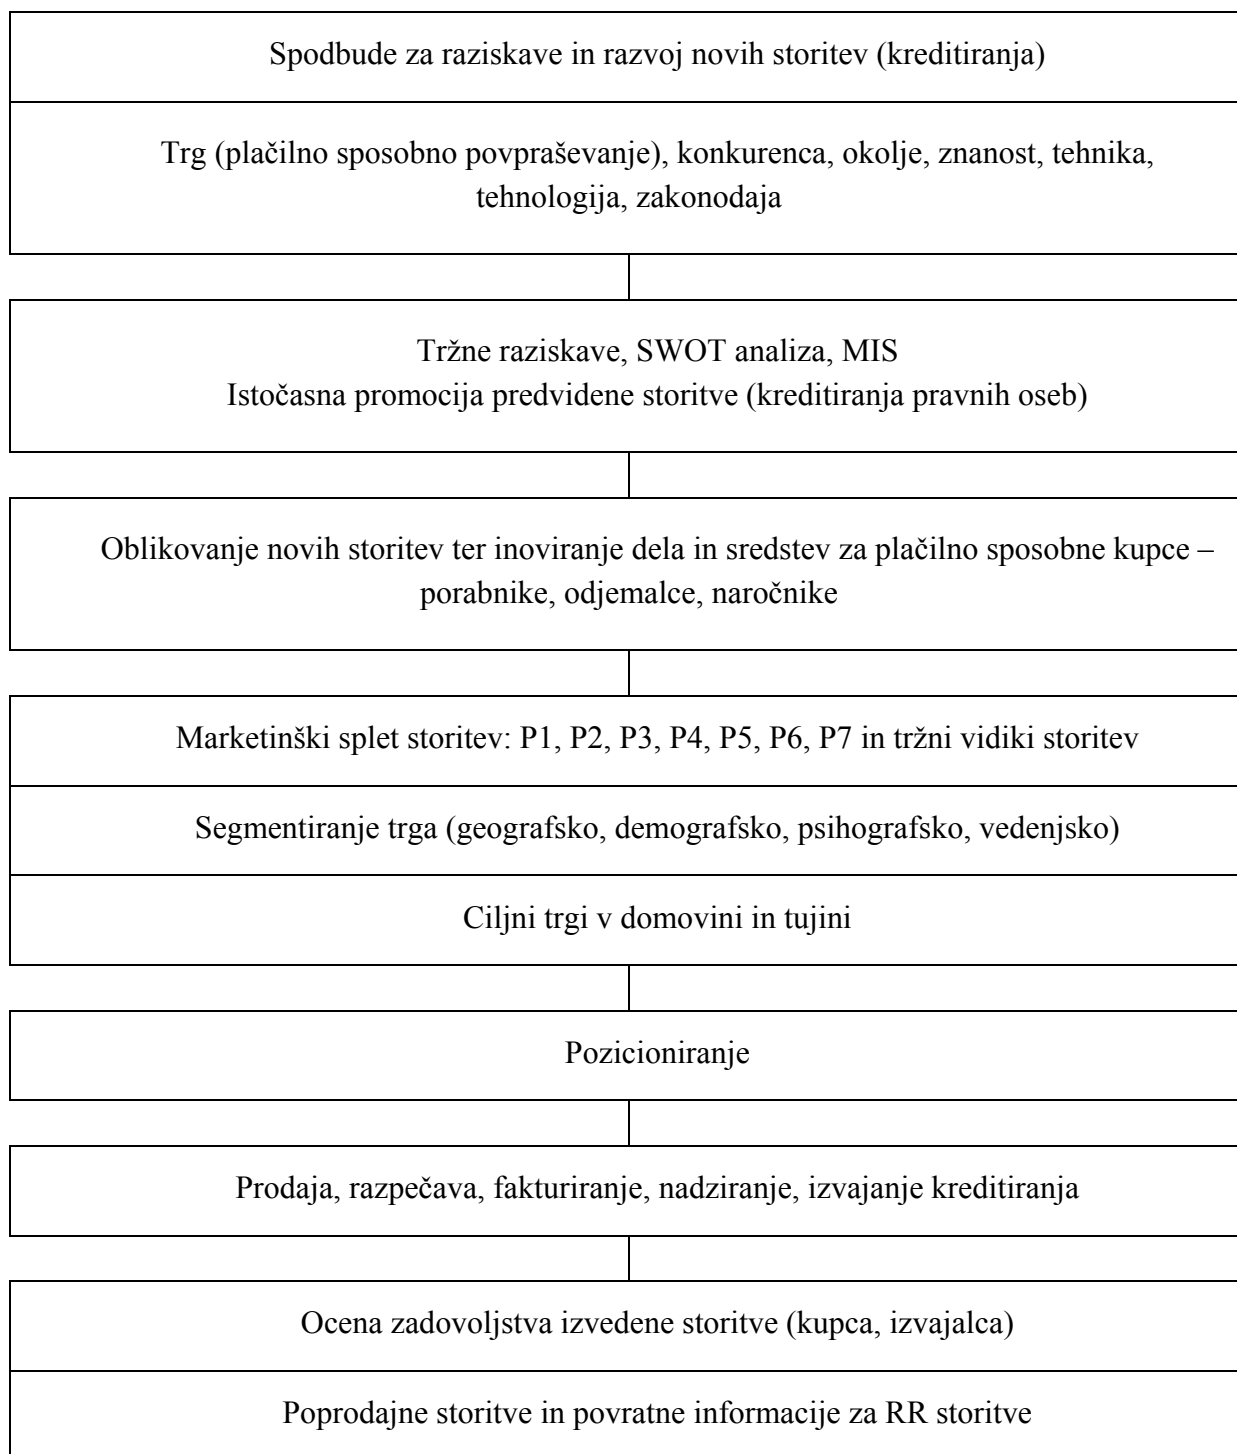 Spodbude za raziskave in razvoj novih storitev (kreditiranja)
Trg (plačilno sposobno povpraševanje), konkurenca, okolje, znanost, tehnika,
tehnologija, zakonodaja
Tržne raziskave, SWOT analiza, MIS
Istočasna promocija predvidene storitve (kreditiranja pravnih oseb)
Oblikovanje novih storitev ter inoviranje dela in sredstev za plačilno sposobne kupce –
porabnike, odjemalce, naročnike
Marketinški splet storitev: P1, P2, P3, P4, P5, P6, P7 in tržni vidiki storitev
Segmentiranje trga (geografsko, demografsko, psihografsko, vedenjsko)
Ciljni trgi v domovini in tujini
Pozicioniranje
Prodaja, razpečava, fakturiranje, nadziranje, izvajanje kreditiranja
Ocena zadovoljstva izvedene storitve (kupca, izvajalca)
Poprodajne storitve in povratne informacije za RR storitve